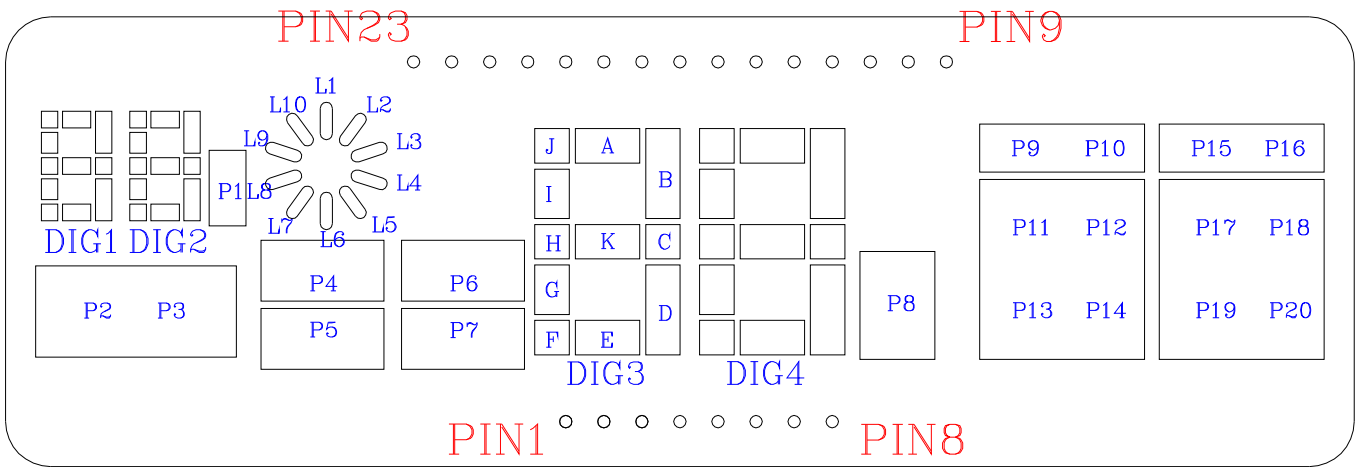 PIN23 PIN9
L1
L10 L2
L9 L3
J A P9 P10 P15 P16
P1 L8 L4 I B
L7 L5 P11 P12 P17 P18
DIG1 DIG2 L6 H K C
P4 P6 G
P2 P3 D P8 P13 P14 P19 P20
P5 P7 F E
DIG3 DIG4
PIN1 PIN8